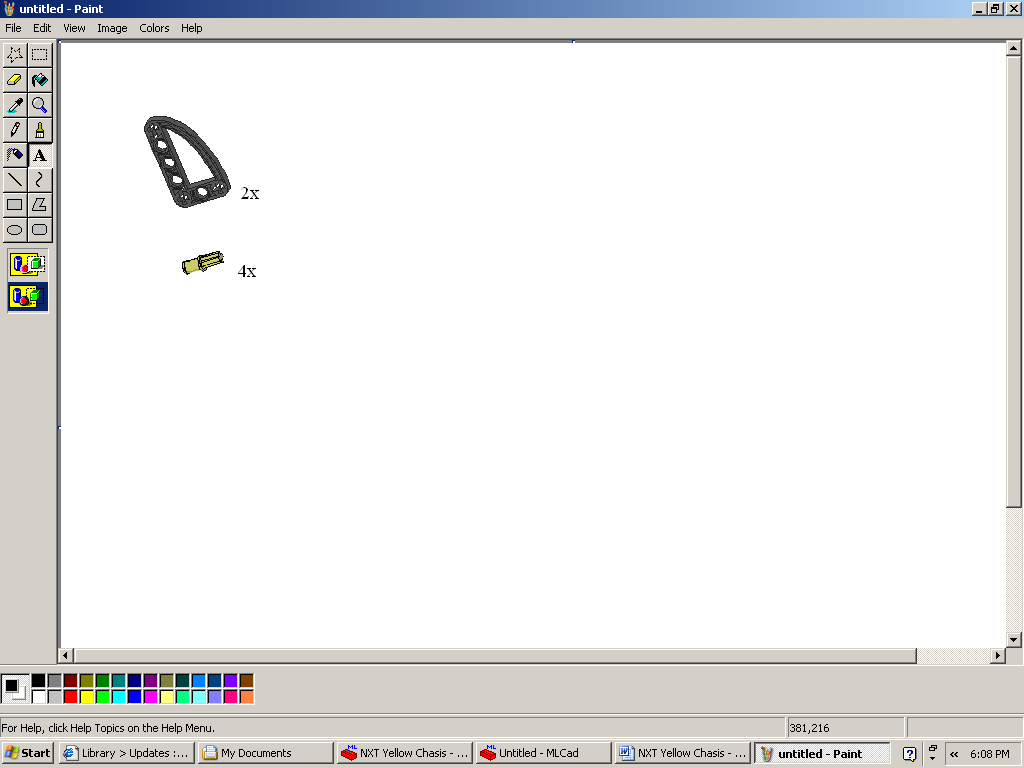 untitled - Paint
File Edit View Image Colors Help
A
2x
4x
For Help, click Help Topics on the Help Menu.
381,216
Start
Library > Updates :...
My Documents
ML
NXT Yellow Chasis - ...
ML
Untitled - MLCad
NXT Yellow Chasis - ...
untitled - Paint
?
«
6:08 PM